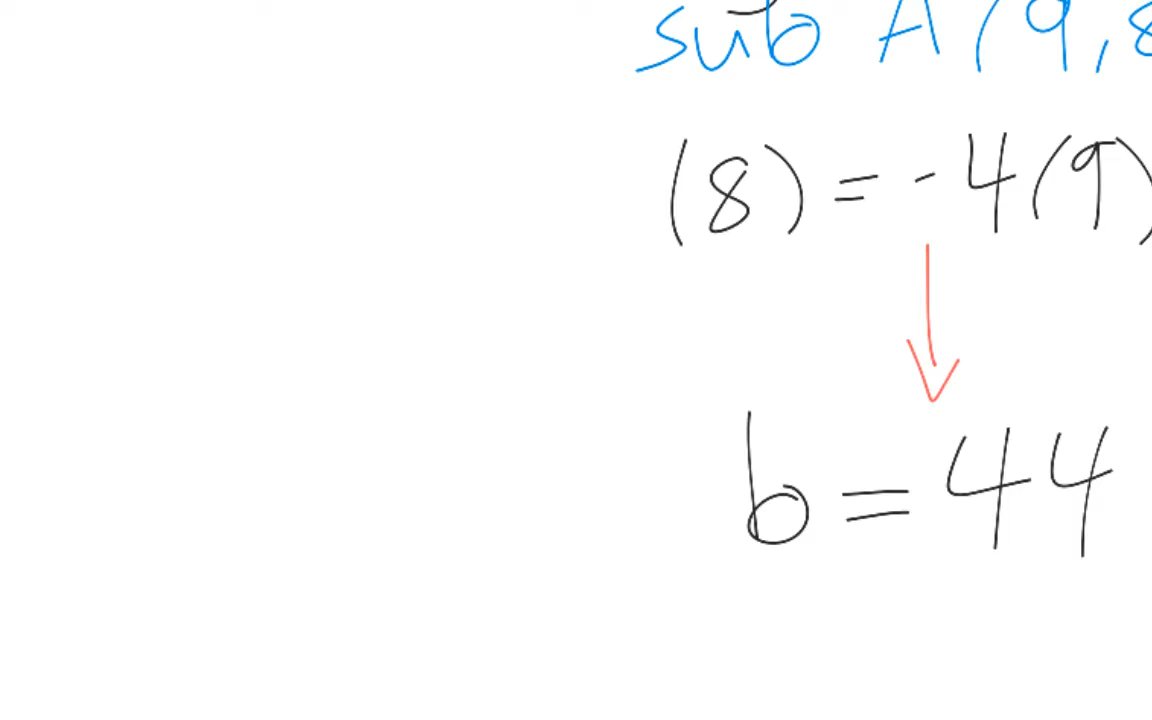 sub A(9,8
(8) = -4(9)
b = 44